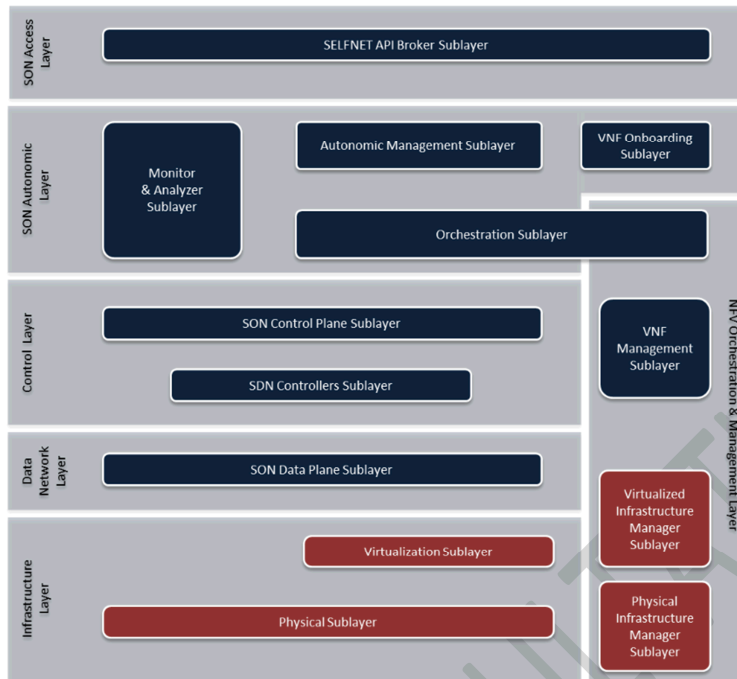 SON Access
Layer
SELFNET API Broker Sublayer
SON Autonomic
Layer
Monitor
& Analyzer
Sublayer
Autonomic Management Sublayer
VNF Onboarding
Sublayer
Orchestration Sublayer
Control Layer
SON Control Plane Sublayer
SDN Controllers Sublayer
VNF
Management
Sublayer
NFV Orchestration & Management Layer
Data
Network
Layer
SON Data Plane Sublayer
Virtualized
Infrastructure
Manager
Sublayer
Infrastructure
Layer
Virtualization Sublayer
Physical Sublayer
Physical
Infrastructure
Manager
Sublayer